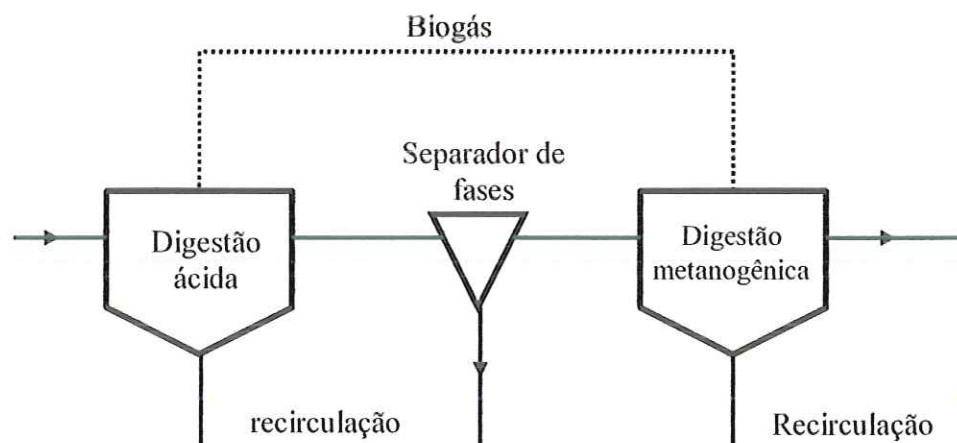 Biogás
Separador de
fases
Digestão
ácida
Digestão
metanogênica
recirculação
Recirculação